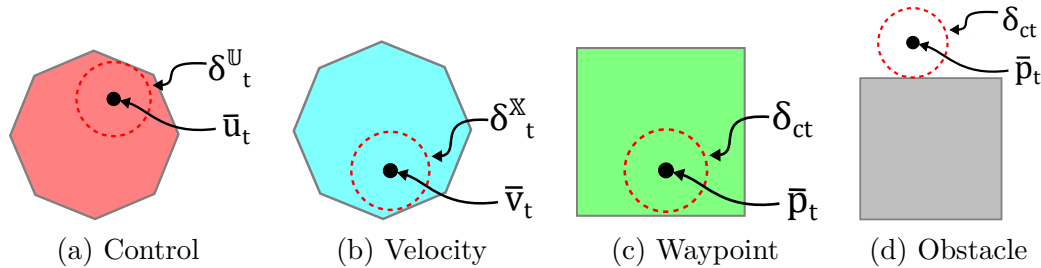 δ^𝕌_t
ū_t
(a) Control
δ^𝕏_t
v̄_t
(b) Velocity
δ_ct
p̄_t
(c) Waypoint
δ_ct
p̄_t
(d) Obstacle